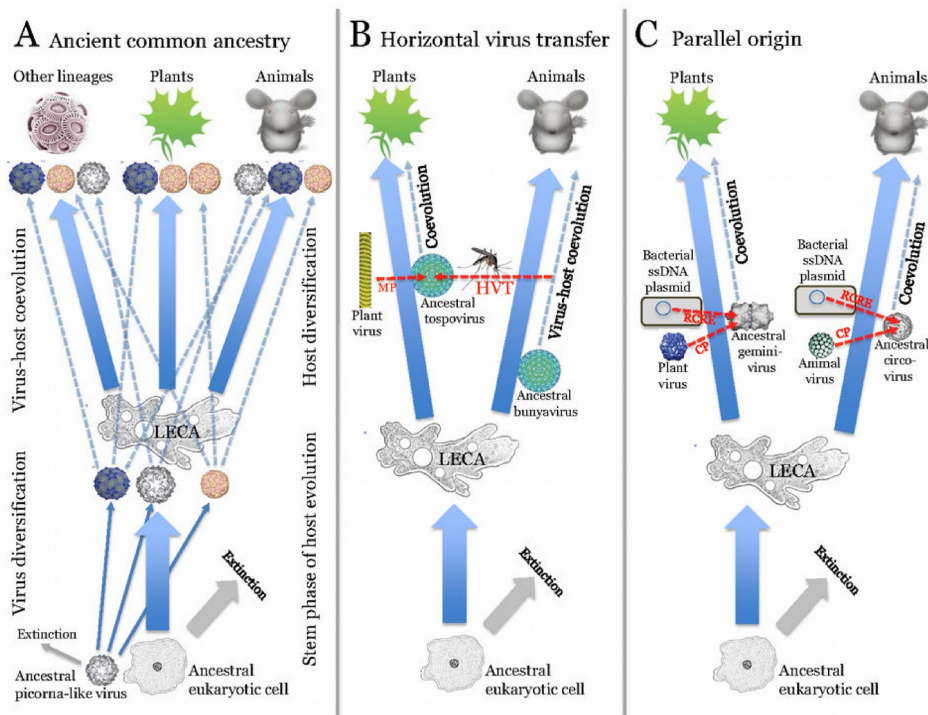 A Ancient common ancestry
Other lineages
Plants
Animals
Virus-host coevolution
Host diversification
LECA
Virus diversification
Stem phase of host evolution
Extinction
Extinction
Ancestral
picorna-like virus
Ancestral
eukaryotic cell
B Horizontal virus transfer
Plants
Animals
Coevolution
Virus-host coevolution
MP
HVT
Plant
virus
Ancestral
tospovirus
Ancestral
bunyavirus
LECA
Extinction
Ancestral
eukaryotic cell
C Parallel origin
Plants
Animals
Coevolution
Coevolution
Bacterial
ssDNA
plasmid
Bacterial
ssDNA
plasmid
RCRE
RCRE
CP
CP
Plant
virus
Ancestral
gemini-
virus
Animal
virus
Ancestral
circo-
virus
LECA
Extinction
Ancestral
eukaryotic cell